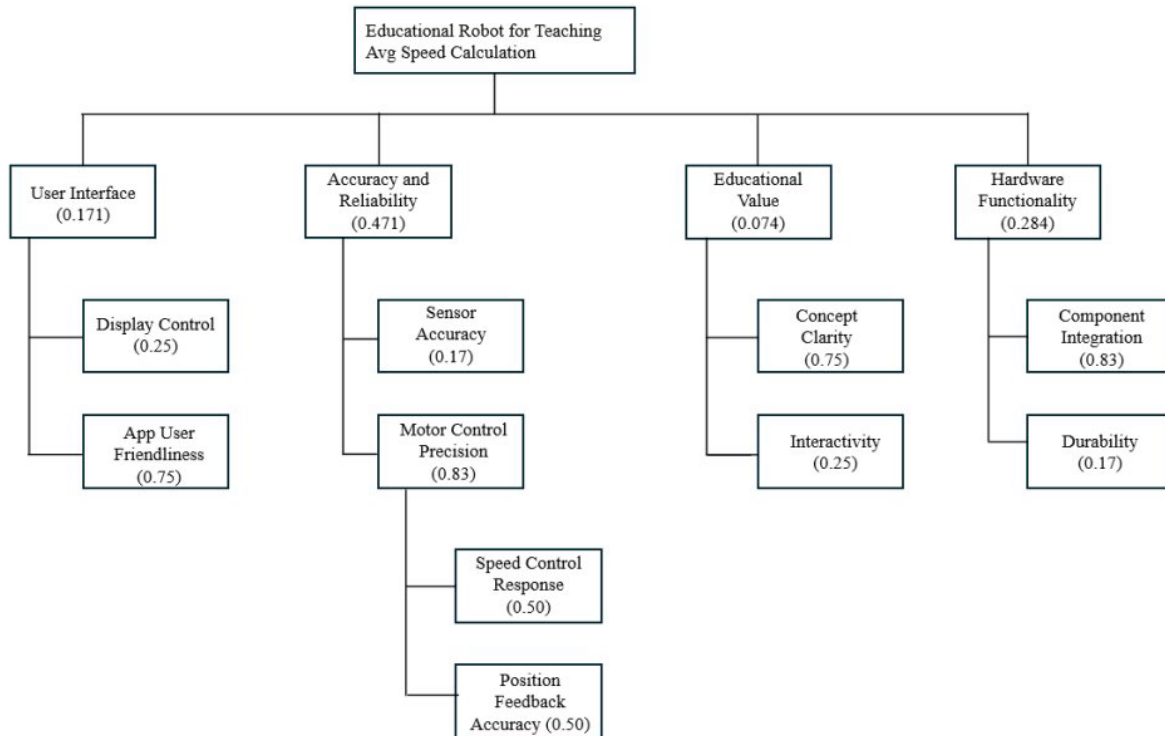 Educational Robot for Teaching
Avg Speed Calculation
User Interface
(0.171)
Accuracy and
Reliability
(0.471)
Educational
Value
(0.074)
Hardware
Functionality
(0.284)
Display Control
(0.25)
Sensor
Accuracy
(0.17)
Concept
Clarity
(0.75)
Component
Integration
(0.83)
App User
Friendliness
(0.75)
Motor Control
Precision
(0.83)
Interactivity
(0.25)
Durability
(0.17)
Speed Control
Response
(0.50)
Position
Feedback
Accuracy (0.50)